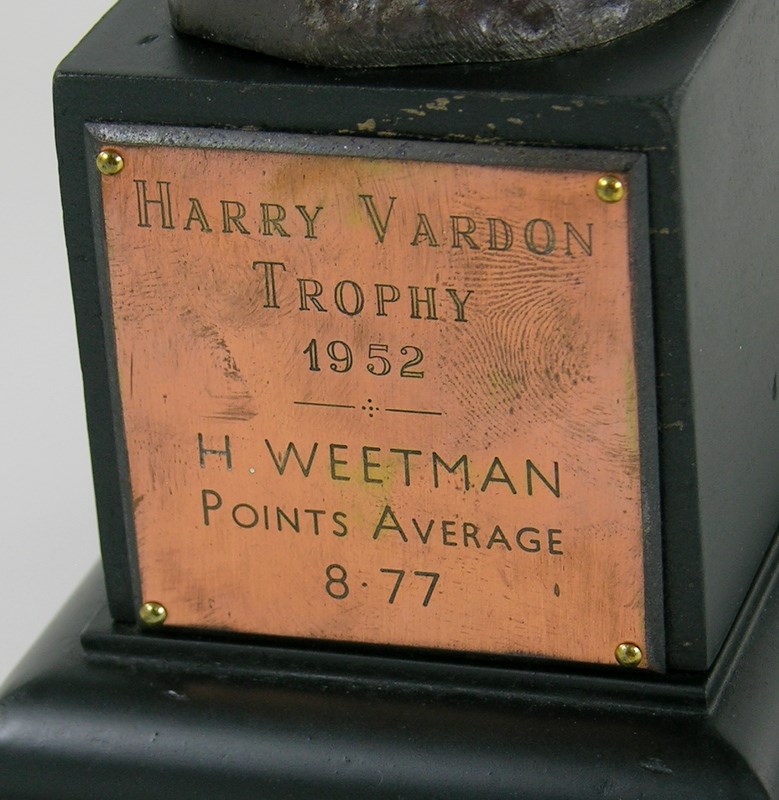 HARRY VARDON
TROPHY
1952
H. WEETMAN
POINTS AVERAGE
8·77